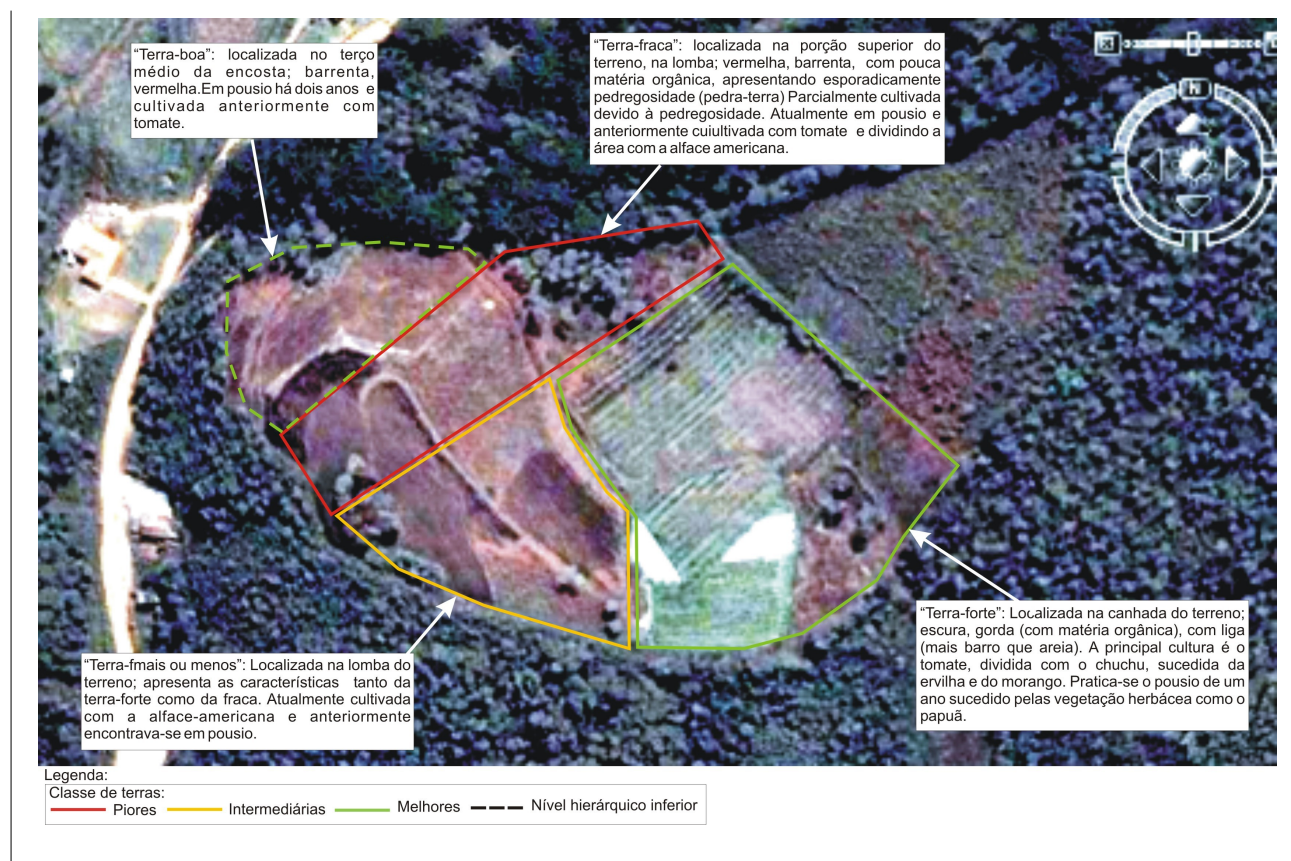 “Terra-boa”: localizada no terço
médio da encosta; barrenta,
vermelha.Em pousio há dois anos e
cultivada anteriormente com
tomate.
“Terra-fraca”: localizada na porção superior do
terreno, na lomba; vermelha, barrenta, com pouca
matéria orgânica, apresentando esporadicamente
pedregosidade (pedra-terra) Parcialmente cultivada
devido à pedregosidade. Atualmente em pousio e
anteriormente cuiultivada com tomate e dividindo a
área com a alface americana.
N
“Terra-forte”: Localizada na canhada do terreno;
escura, gorda (com matéria orgânica), com liga
(mais barro que areia). A principal cultura é o
tomate, dividida com o chuchu, sucedida da
ervilha e do morango. Pratica-se o pousio de um
ano sucedido pelas vegetação herbácea como o
papuã.
“Terra-fmais ou menos”: Localizada na lomba do
terreno; apresenta as características tanto da
terra-forte como da fraca. Atualmente cultivada
com a alface-americana e anteriormente
encontrava-se em pousio.
Legenda:
Classe de terras:
Piores Intermediárias Melhores Nível hierárquico inferior